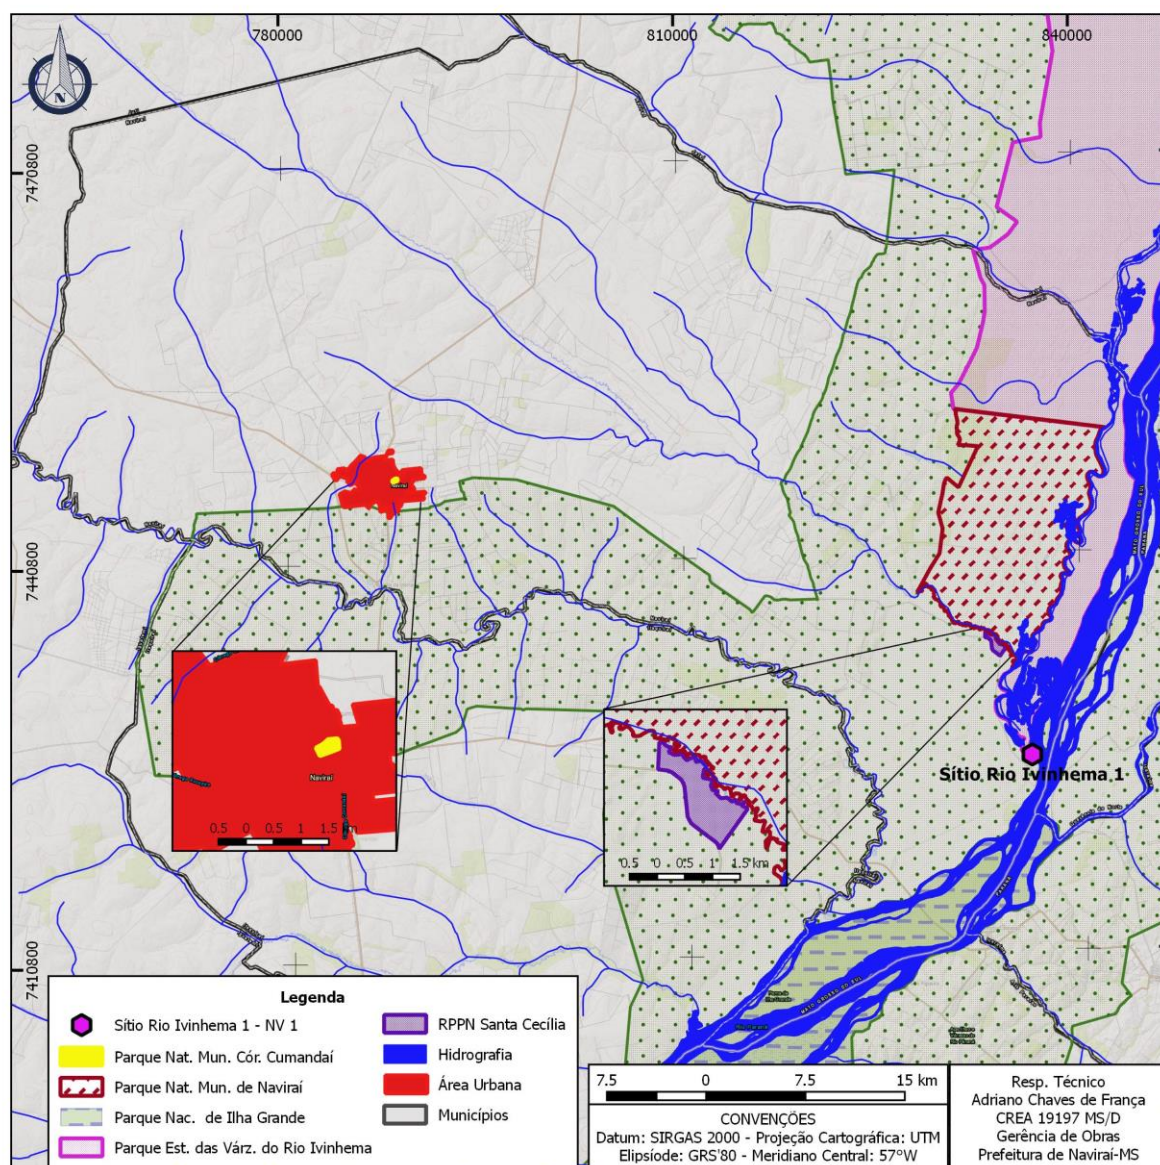 780000
810000
840000
N
7470800
7440800
7410800
Naviraí
Naviraí
0.5 0 0.5 1 1.5 km
0.5 0 0.5 1 1.5 km
Sítio Rio Ivinhema 1
Legenda
Sítio Rio Ivinhema 1 - NV 1
Parque Nat. Mun. Cór. Cumandaí
Parque Nat. Mun. de Naviraí
Parque Nac. de Ilha Grande
Parque Est. das Várz. do Rio Ivinhema
RPPN Santa Cecília
Hidrografia
Área Urbana
Municípios
7.5 0 7.5 15 km
CONVENÇÕES
Datum: SIRGAS 2000 - Projeção Cartográfica: UTM
Elipsíode: GRS'80 - Meridiano Central: 57°W
Resp. Técnico
Adriano Chaves de França
CREA 19197 MS/D
Gerência de Obras
Prefeitura de Naviraí-MS